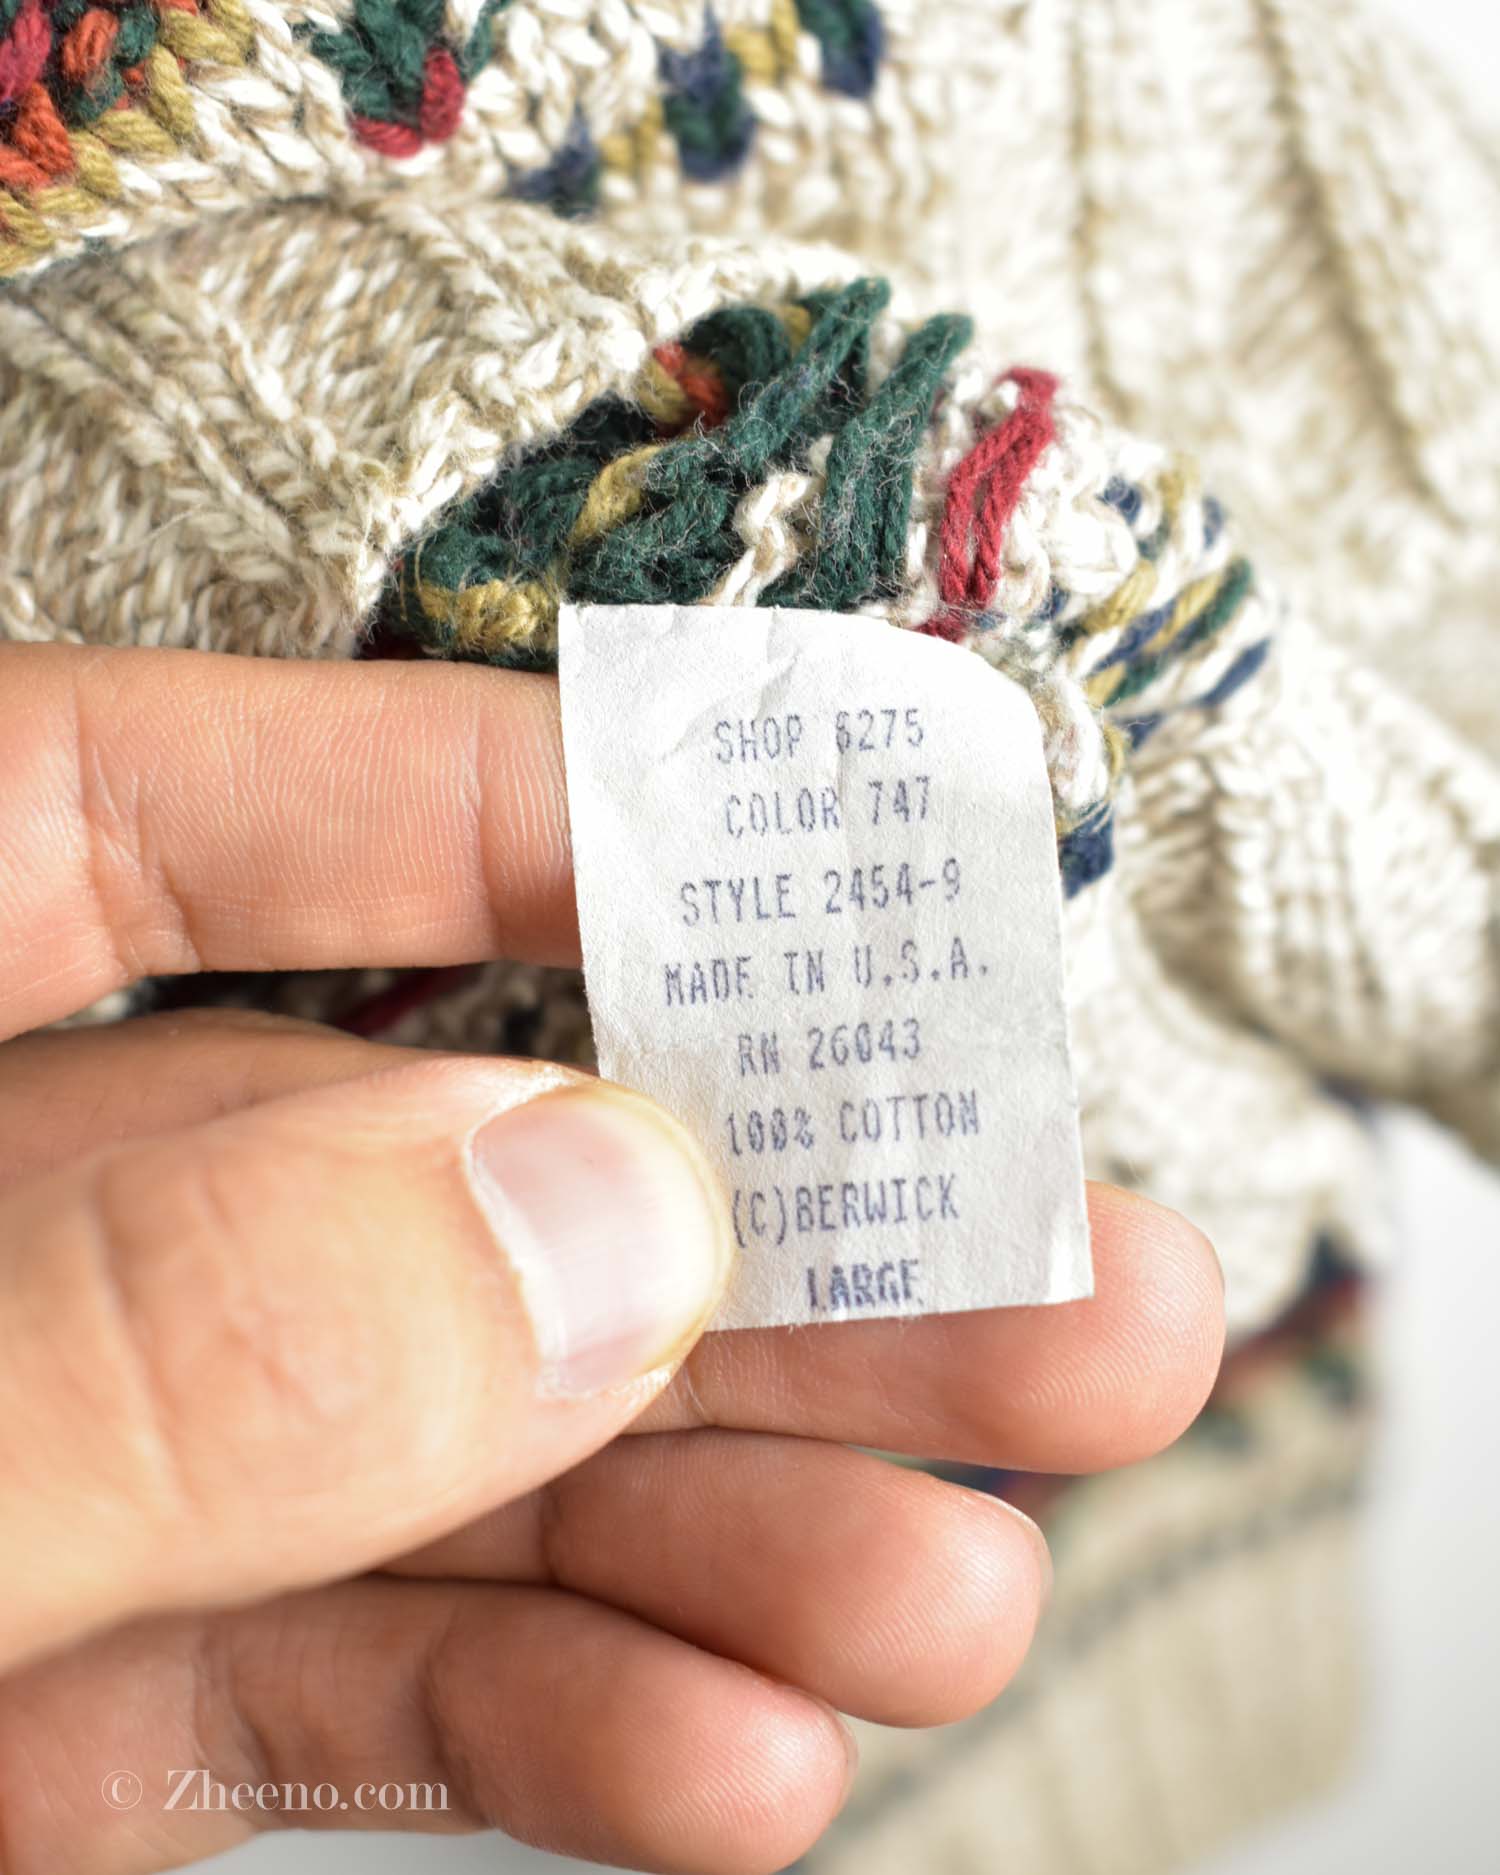 SHOP 6275
COLOR 747
STYLE 2454-9
MADE IN U.S.A.
RN 26043
100% COTTON
(C)BERWICK
LARGE
© Zheeno.com